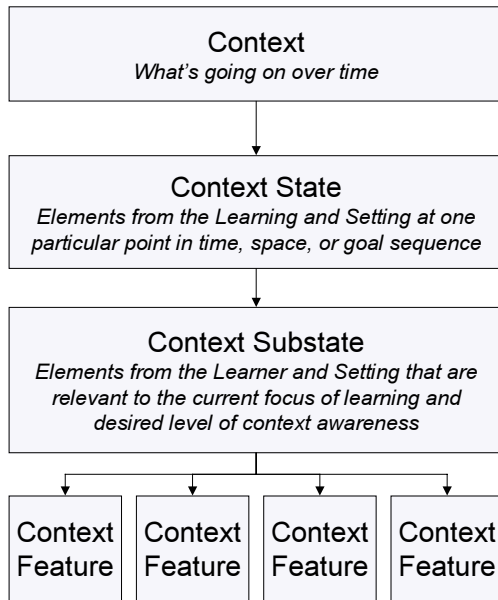 Context
What's going on over time
Context State
Elements from the Learning and Setting at one
particular point in time, space, or goal sequence
Context Substate
Elements from the Learner and Setting that are
relevant to the current focus of learning and
desired level of context awareness
Context
Feature
Context
Feature
Context
Feature
Context
Feature